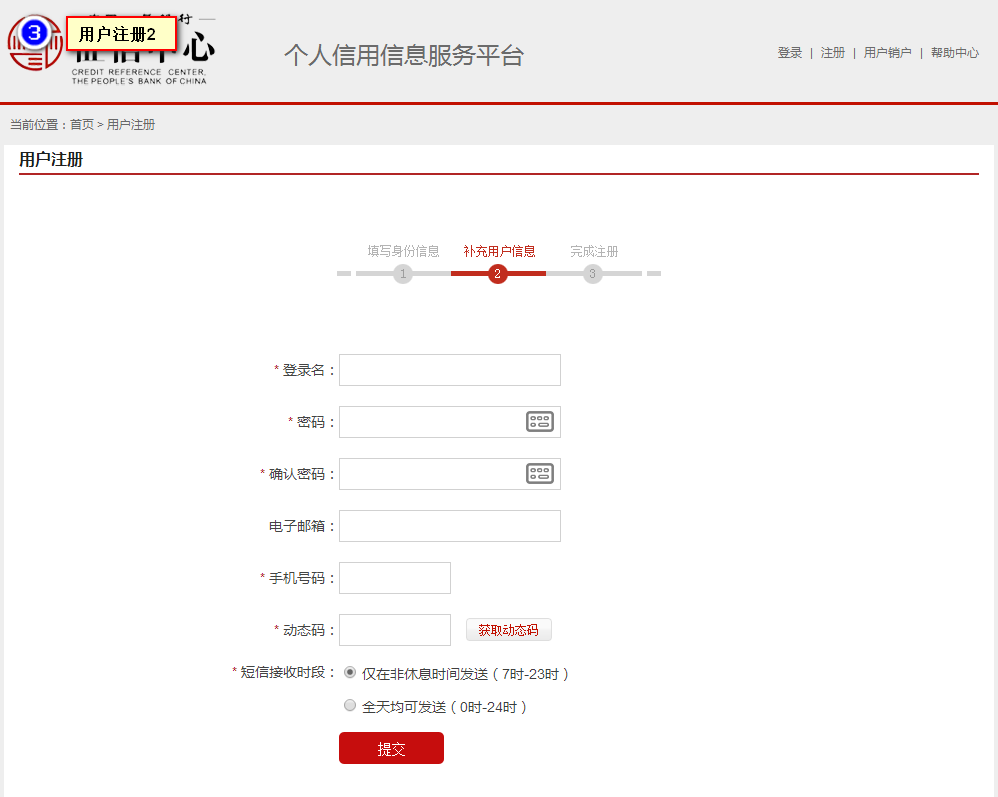 3 用户注册2
行
征信中心
CREDIT REFERENCE CENTER,
THE PEOPLE'S BANK OF CHINA
个人信用信息服务平台
登录 | 注册 | 用户销户 | 帮助中心
当前位置：首页 > 用户注册
用户注册
填写身份信息 补充用户信息 完成注册
1 2 3
* 登录名：
* 密码：
* 确认密码：
电子邮箱：
* 手机号码：
* 动态码： 获取动态码
* 短信接收时段： 仅在非休息时间发送（7时-23时）
全天均可发送（0时-24时）
提交